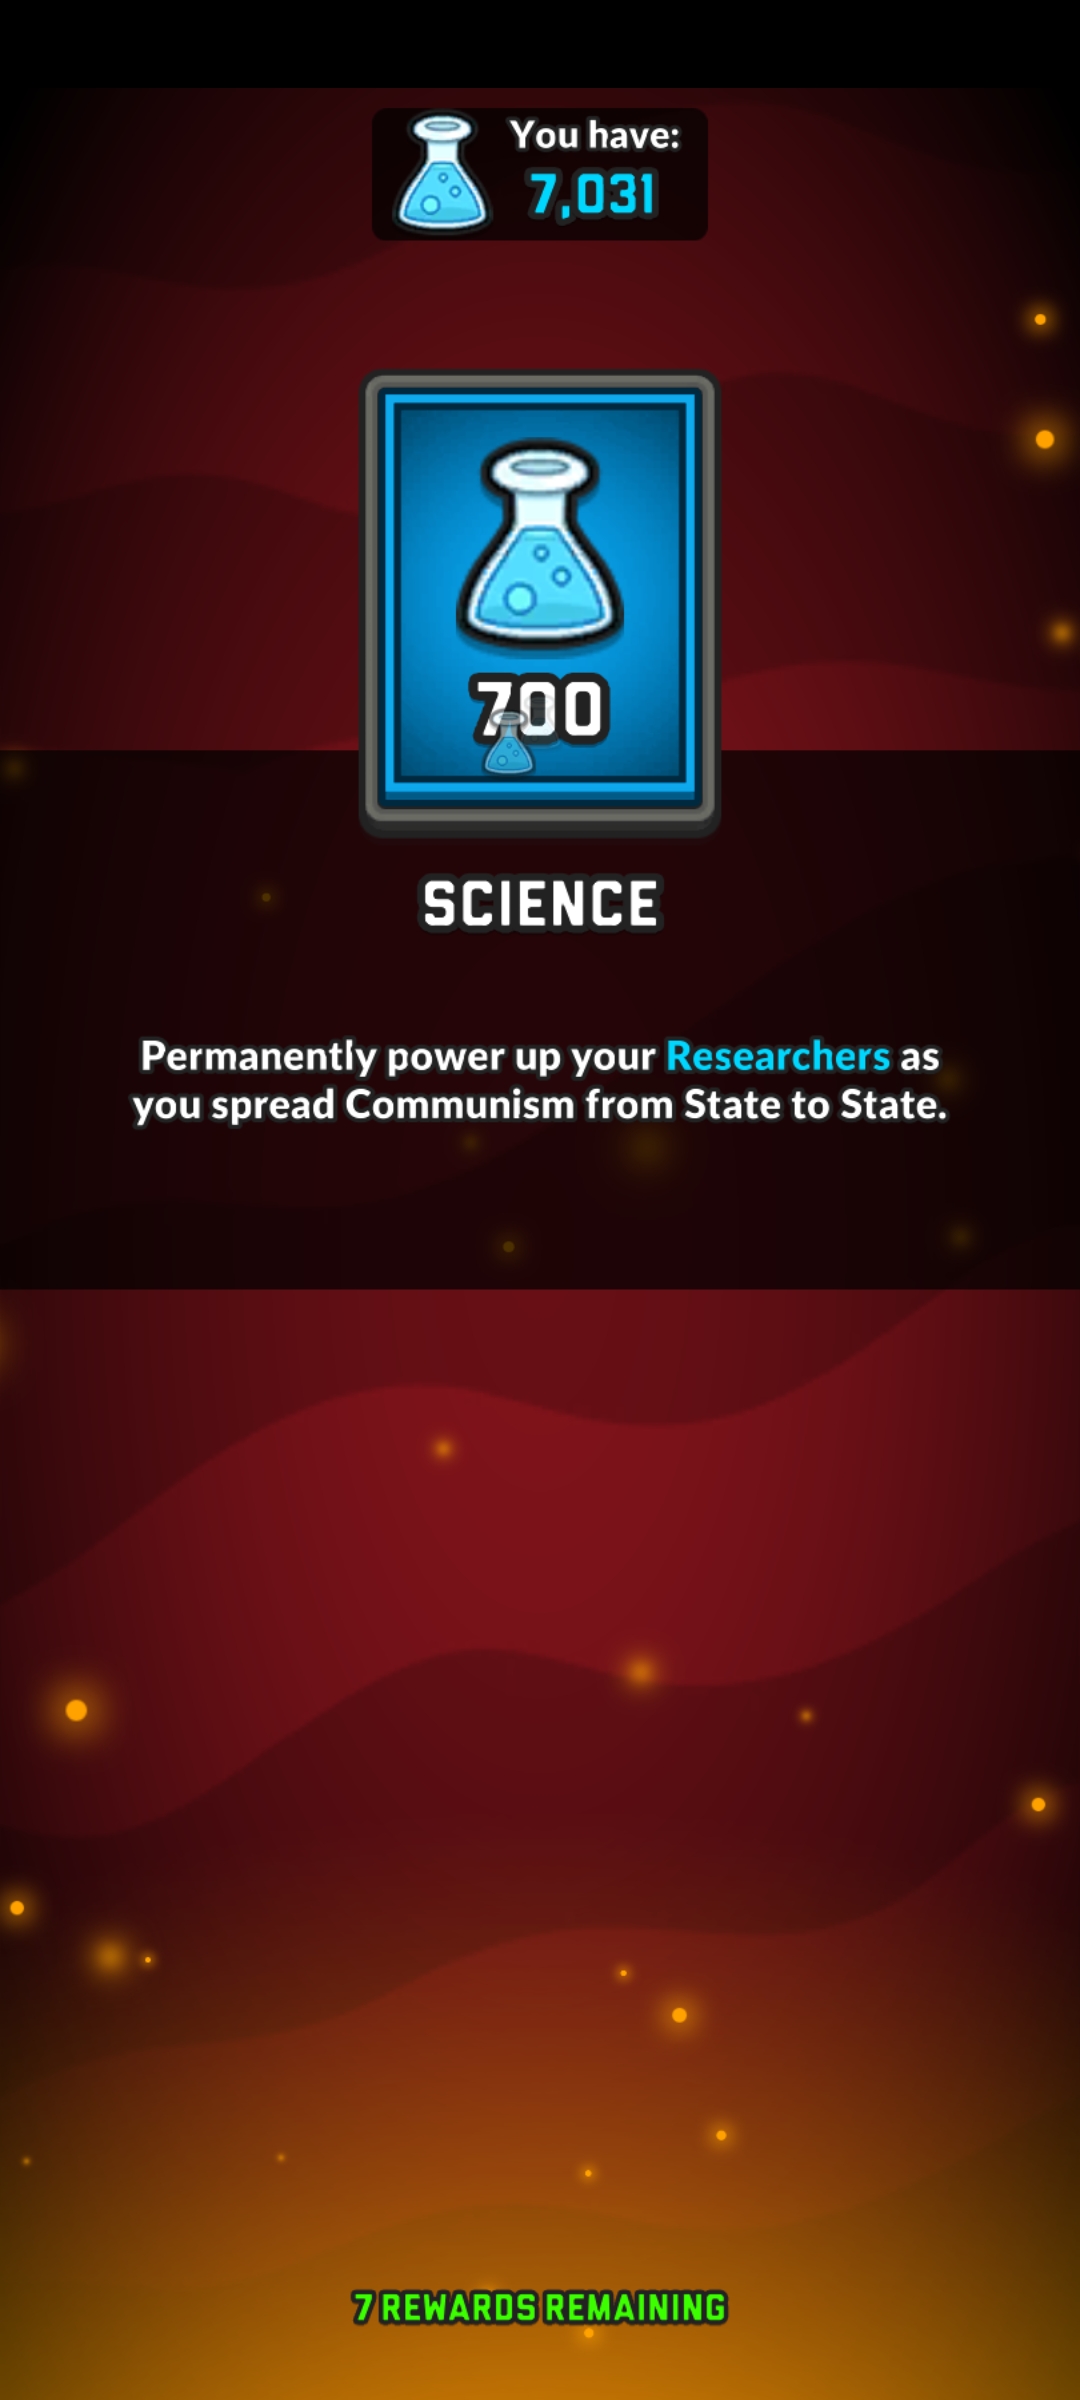 You have:
7,031
700
SCIENCE
Permanently power up your Researchers as
you spread Communism from State to State.
7 REWARDS REMAINING